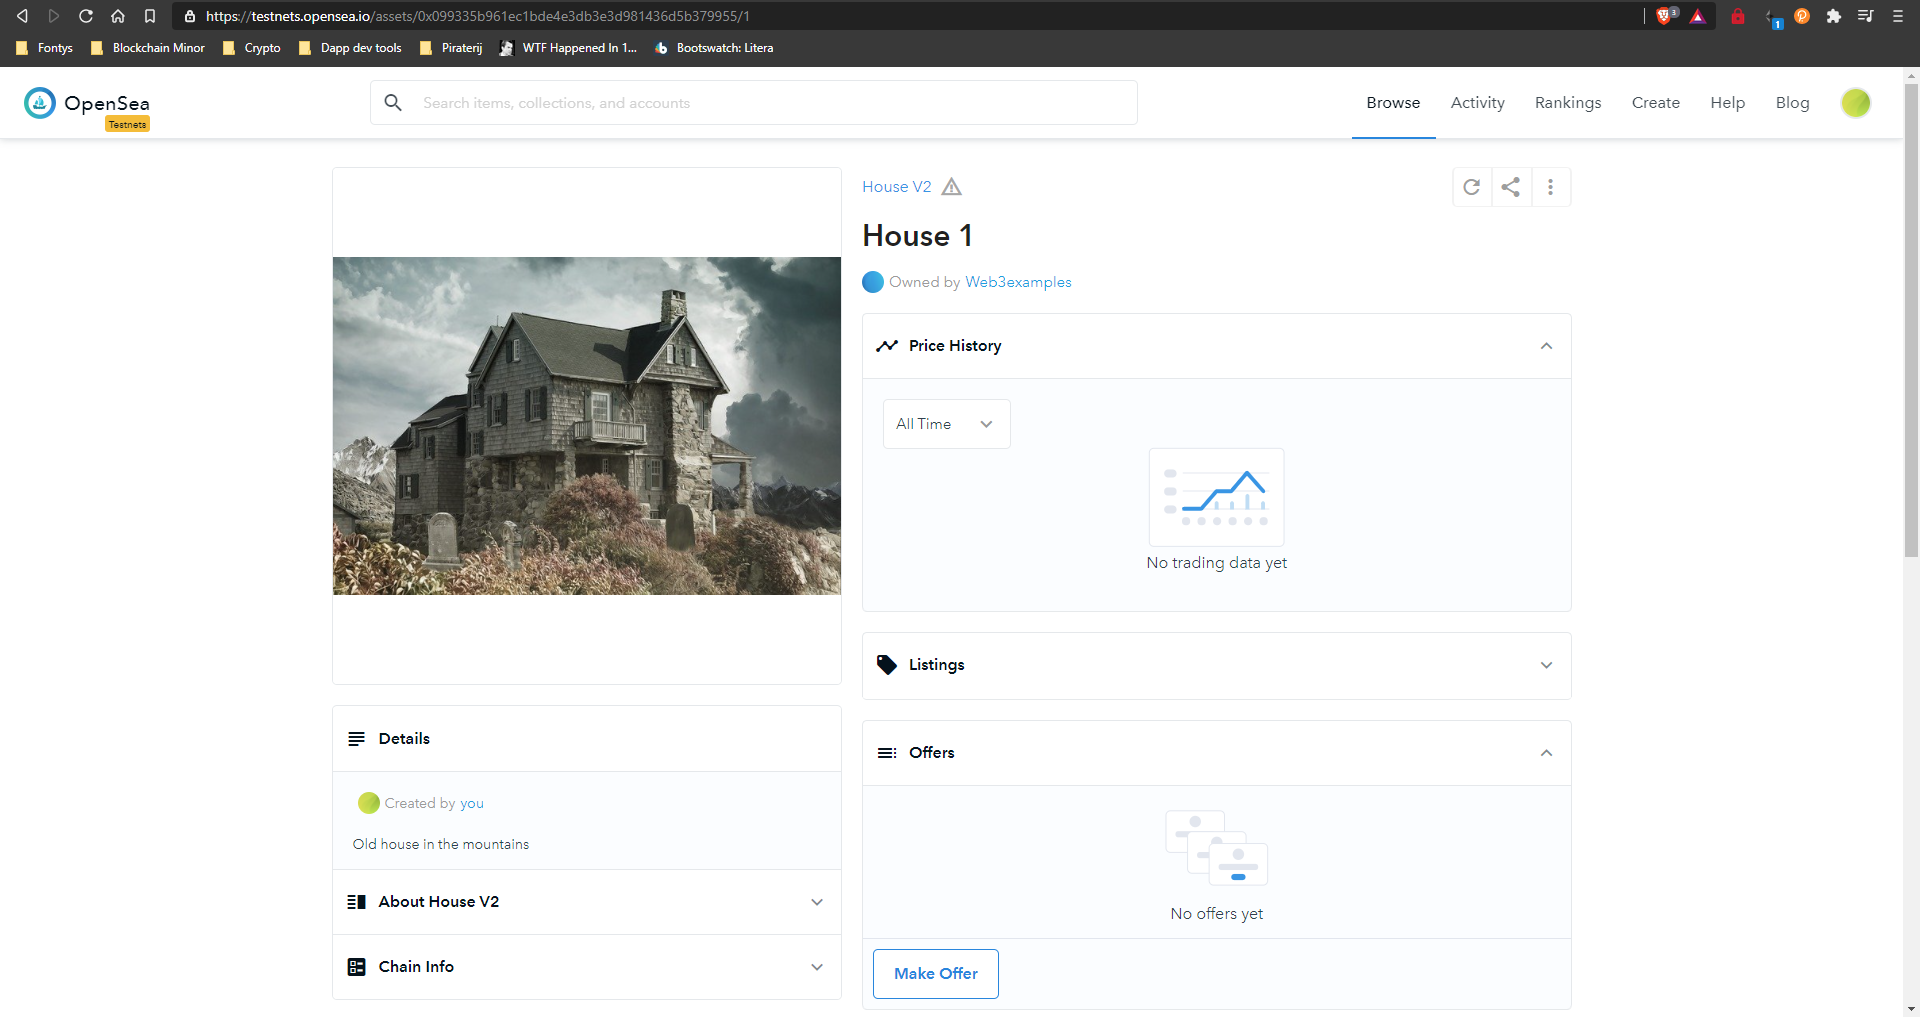 https://testnets.opensea.io/assets/0x099335b961ec1bde4e3db3e3d981436d5b379955/1
3
1
Fontys
Blockchain Minor
Crypto
Dapp dev tools
Piraterij
WTF Happened In 1...
Bootswatch: Litera
OpenSea
Testnets
Search items, collections, and accounts
Browse
Activity
Rankings
Create
Help
Blog
House V2
House 1
Owned by Web3examples
Price History
All Time
No trading data yet
Listings
Offers
No offers yet
Make Offer
Details
Created by you
Old house in the mountains
About House V2
Chain Info